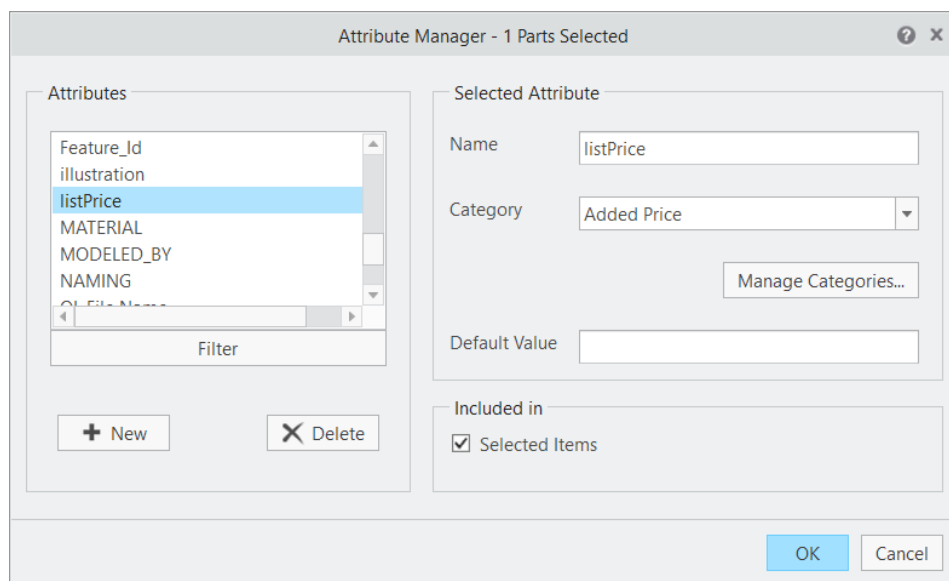 Attribute Manager - 1 Parts Selected
Attributes
Feature_Id
illustration
listPrice
MATERIAL
MODELED_BY
NAMING
Filter
New
Delete
Selected Attribute
Name
listPrice
Category
Added Price
Manage Categories...
Default Value
Included in
Selected Items
OK
Cancel